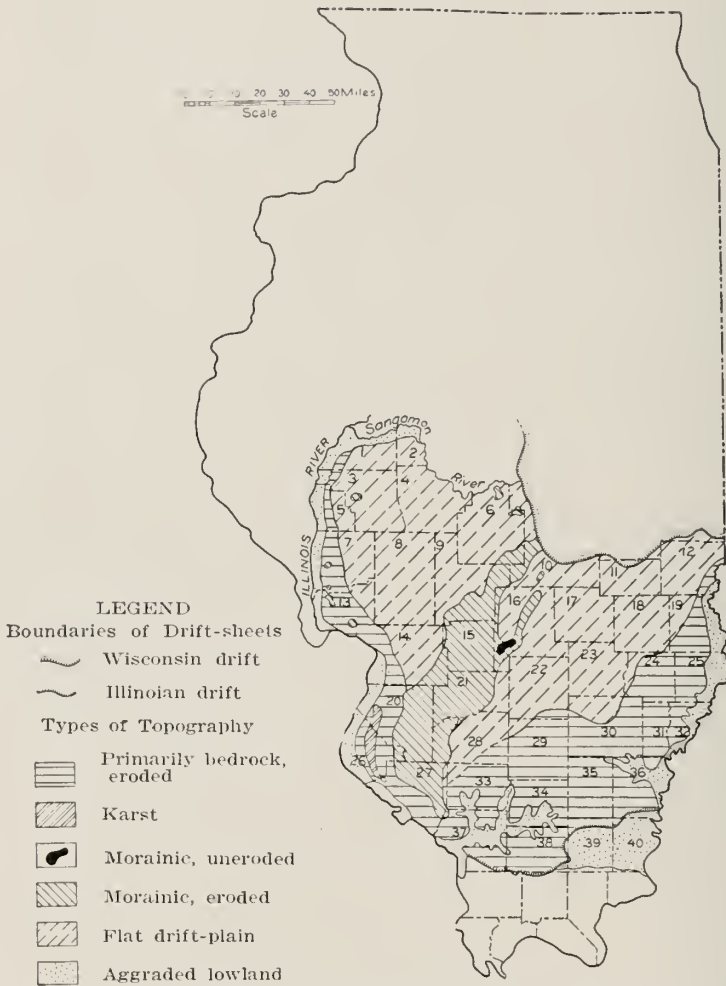 10 20 30 40 50 Miles
Scale
Sangamon
River
RIVER
ILLINOIS
1
2
3
4
5
6
7
8
9
10
11
12
13
14
15
16
17
18
19
20
21
22
23
24
25
26
27
28
29
30
31
32
33
34
35
36
37
38
39
40
LEGEND
Boundaries of Drift-sheets
Wisconsin drift
Illinoian drift
Types of Topography
Primarily bedrock,
eroded
Karst
Morainic, uneroded
Morainic, eroded
Flat drift-plain
Aggraded lowland